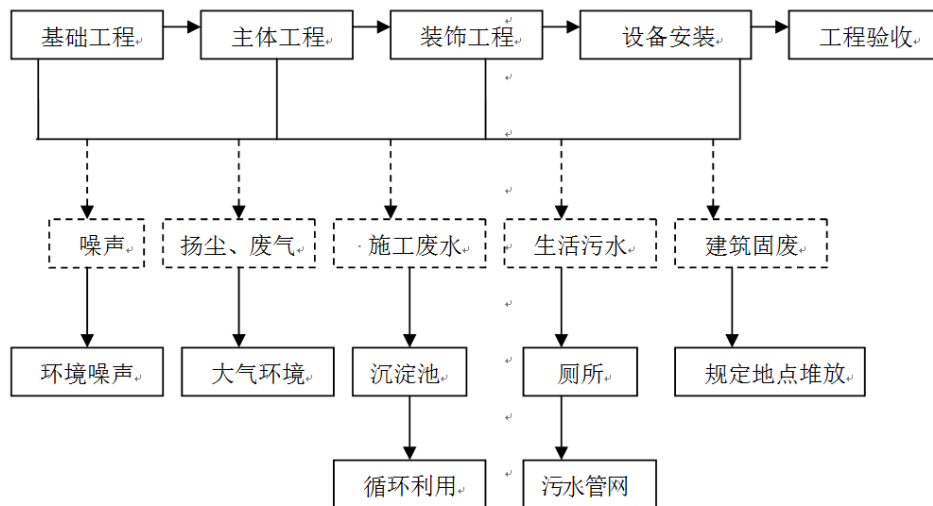 基础工程 主体工程 装饰工程 设备安装 工程验收
噪声 扬尘、废气 施工废水 生活污水 建筑固废
环境噪声 大气环境 沉淀池 厕所 规定地点堆放
循环利用 污水管网